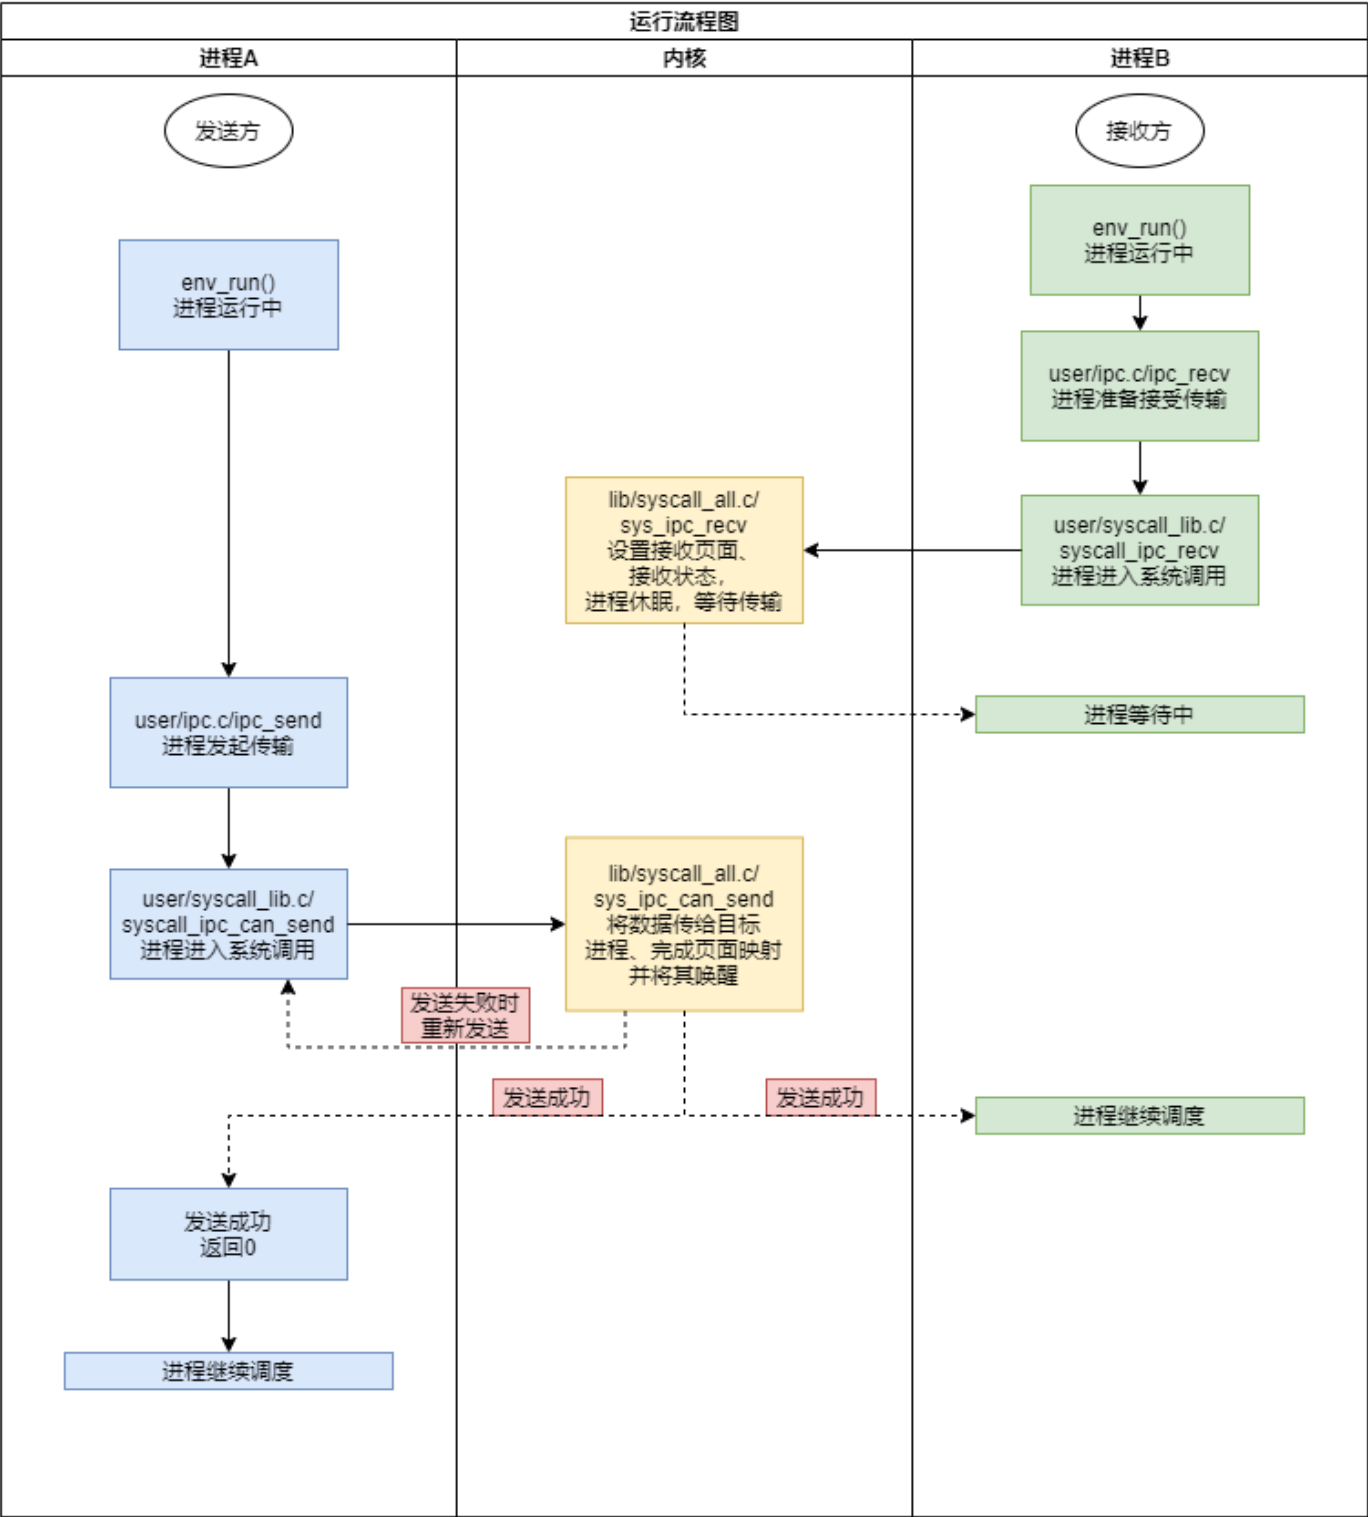 运行流程图
进程A
内核
进程B
发送方
接收方
env_run()
进程运行中
env_run()
进程运行中
user/ipc.c/ipc_recv
进程准备接受传输
lib/syscall_all.c/
sys_ipc_recv
设置接收页面、
接收状态，
进程休眠，等待传输
user/syscall_lib.c/
syscall_ipc_recv
进程进入系统调用
user/ipc.c/ipc_send
进程发起传输
进程等待中
user/syscall_lib.c/
syscall_ipc_can_send
进程进入系统调用
lib/syscall_all.c/
sys_ipc_can_send
将数据传给目标
进程、完成页面映射
并将其唤醒
发送失败时
重新发送
发送成功
发送成功
进程继续调度
发送成功
返回0
进程继续调度